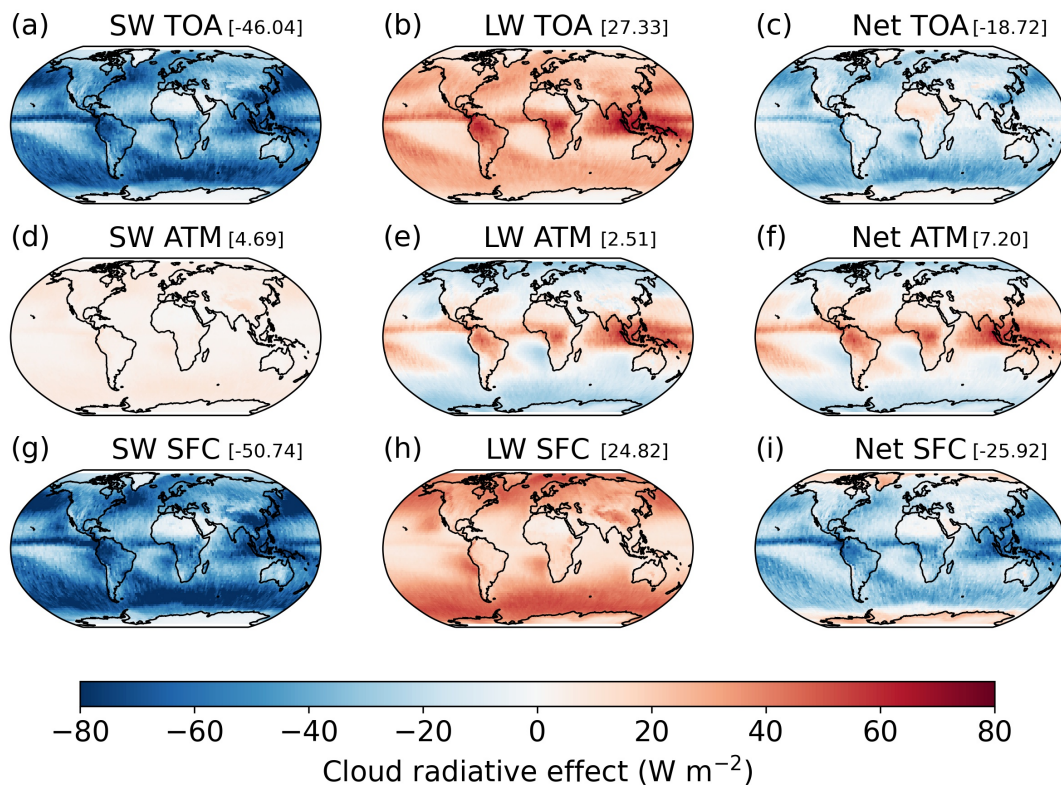 (a) SW TOA [-46.04] (b) LW TOA [27.33] (c) Net TOA [-18.72]
(d) SW ATM [4.69] (e) LW ATM [2.51] (f) Net ATM [7.20]
(g) SW SFC [-50.74] (h) LW SFC [24.82] (i) Net SFC [-25.92]
−80 −60 −40 −20 0 20 40 60 80
Cloud radiative effect (W m⁻²)